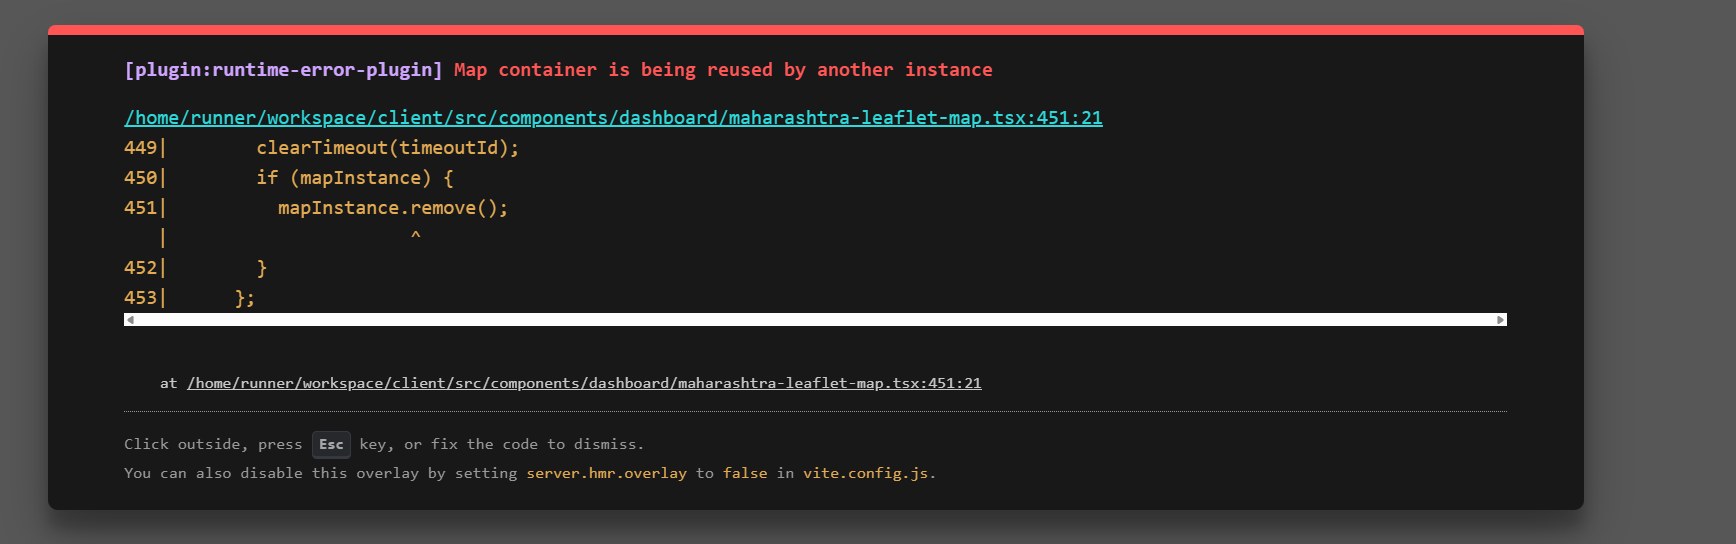 [plugin:runtime-error-plugin] Map container is being reused by another instance
/home/runner/workspace/client/src/components/dashboard/maharashtra-leaflet-map.tsx:451:21
449|        clearTimeout(timeoutId);
450|        if (mapInstance) {
451|          mapInstance.remove();
   |                      ^
452|        }
453|      };
at /home/runner/workspace/client/src/components/dashboard/maharashtra-leaflet-map.tsx:451:21
Click outside, press Esc key, or fix the code to dismiss.
You can also disable this overlay by setting server.hmr.overlay to false in vite.config.js.